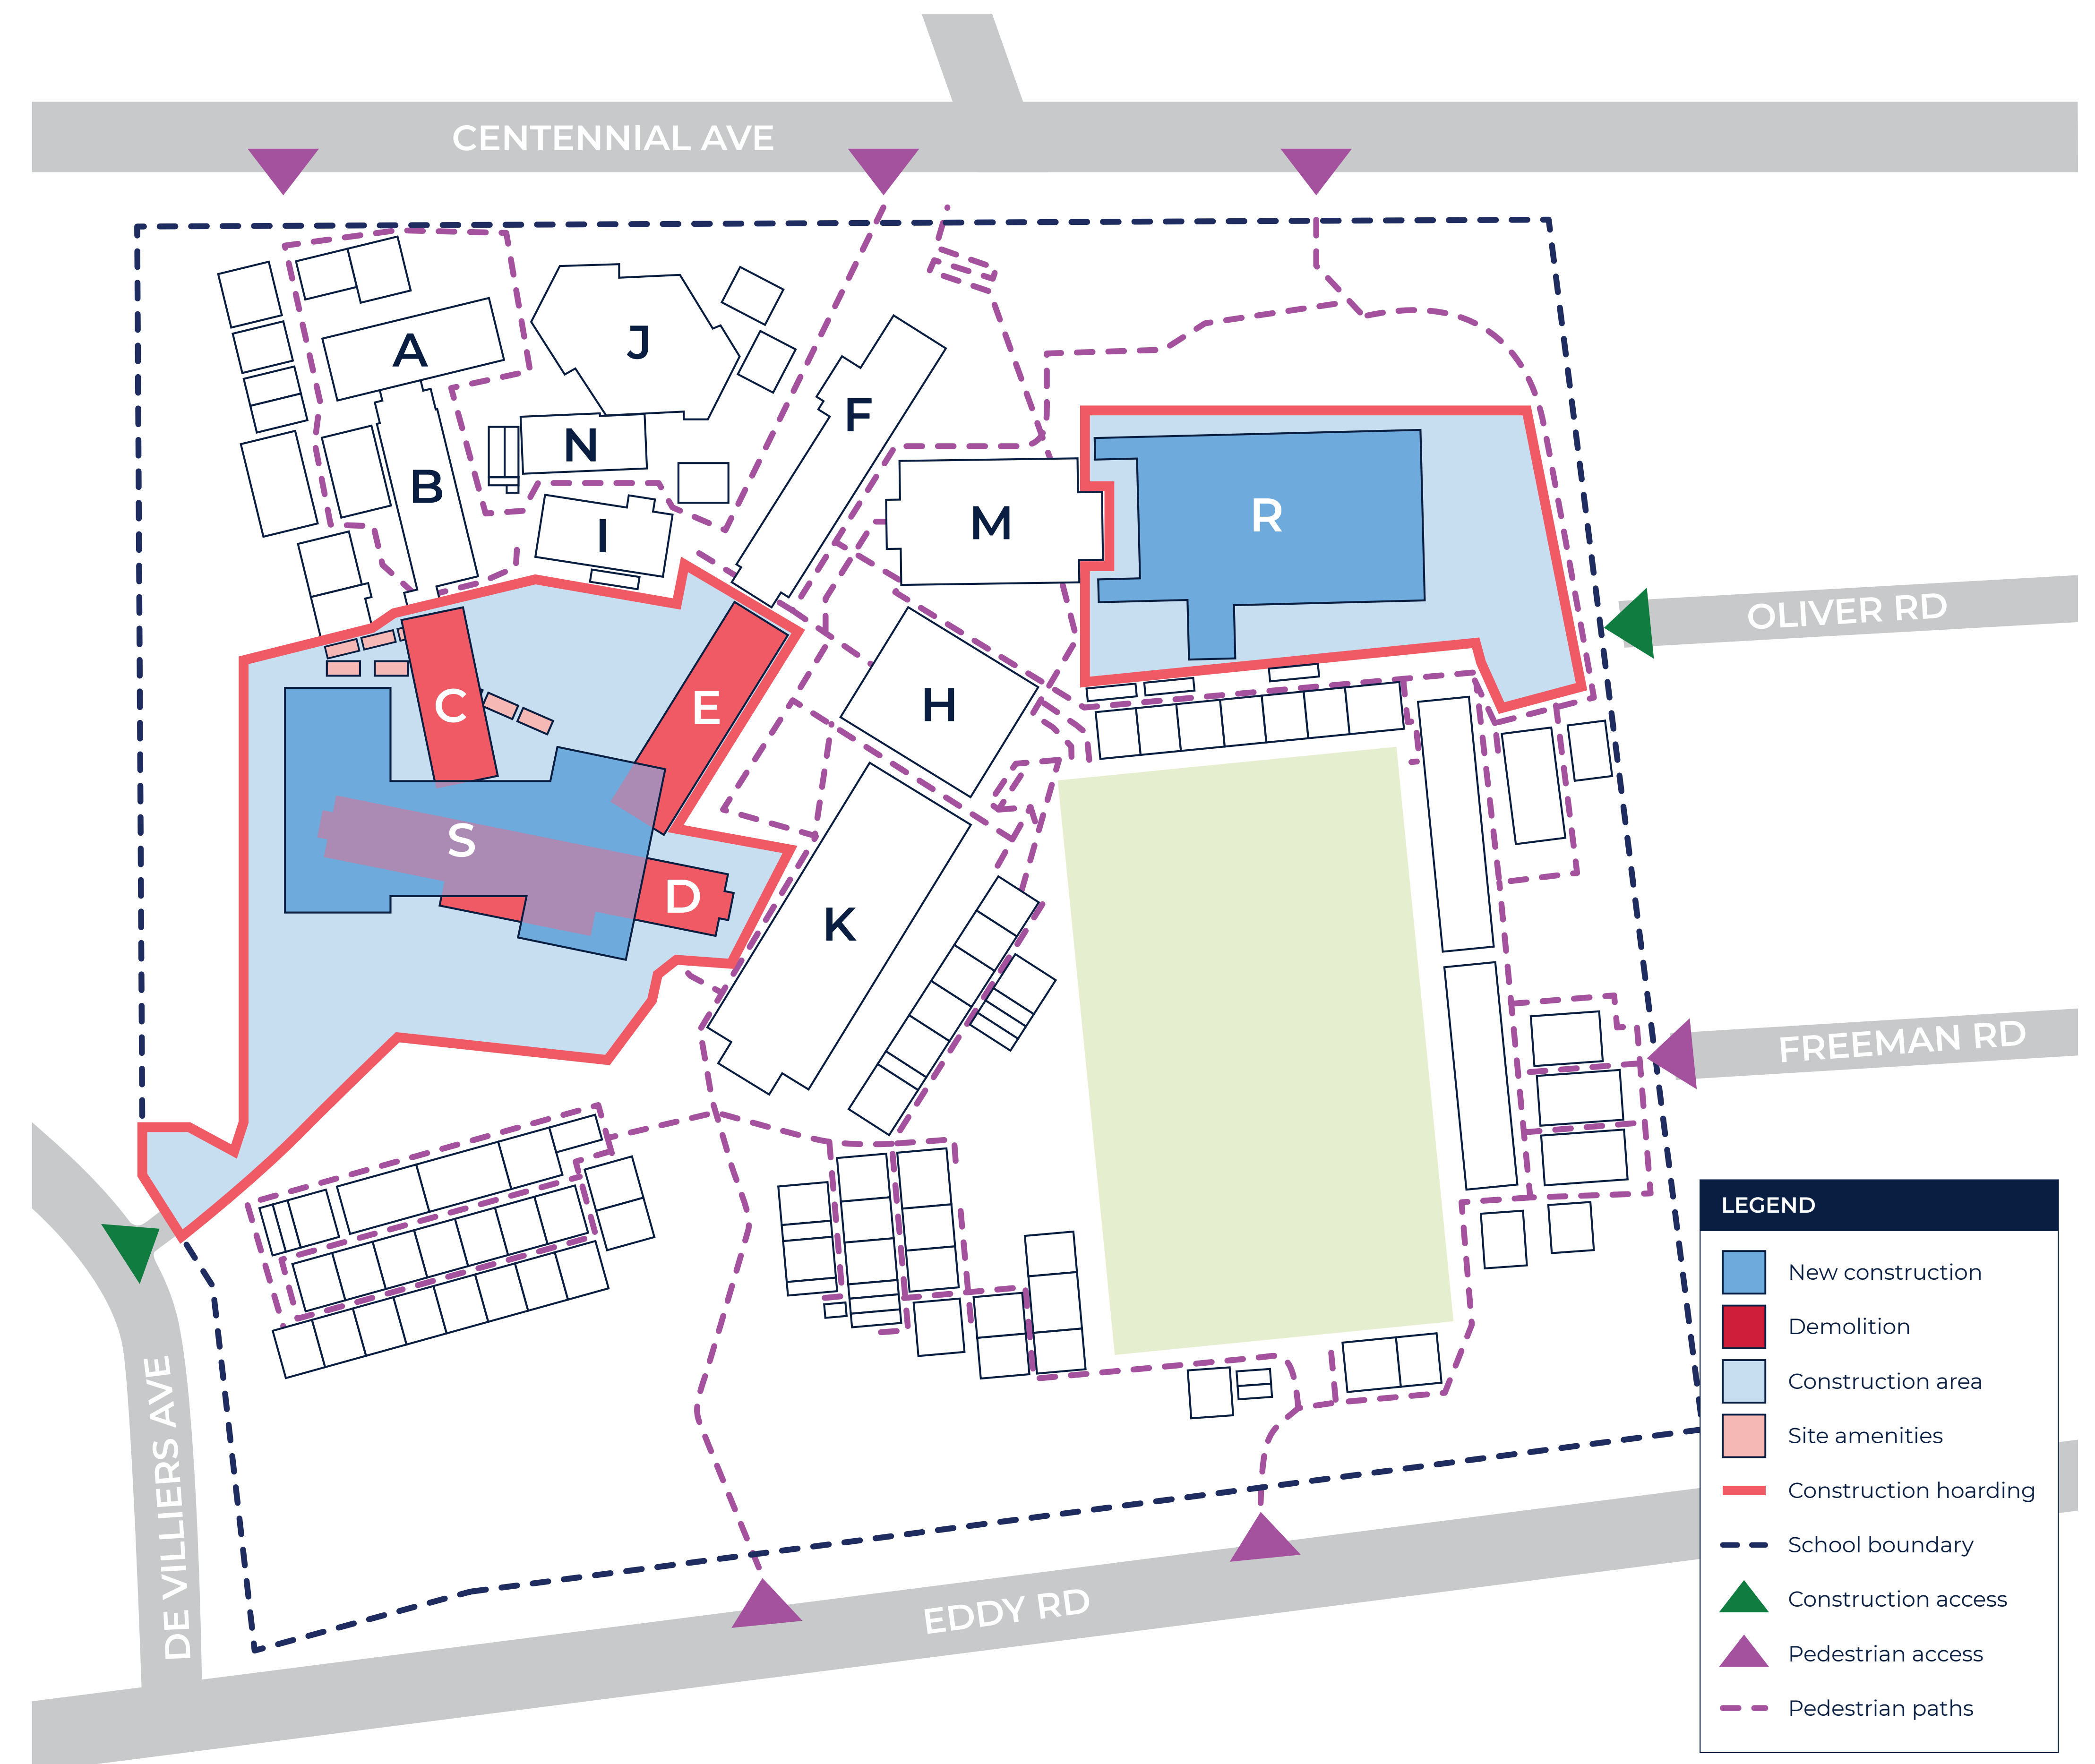 CENTENNIAL AVE
A
J
F
N
B
I
M
R
OLIVER RD
C
E
H
S
D
K
FREEMAN RD
DE VILLIERS AVE
EDDY RD
LEGEND
New construction
Demolition
Construction area
Site amenities
Construction hoarding
School boundary
Construction access
Pedestrian access
Pedestrian paths